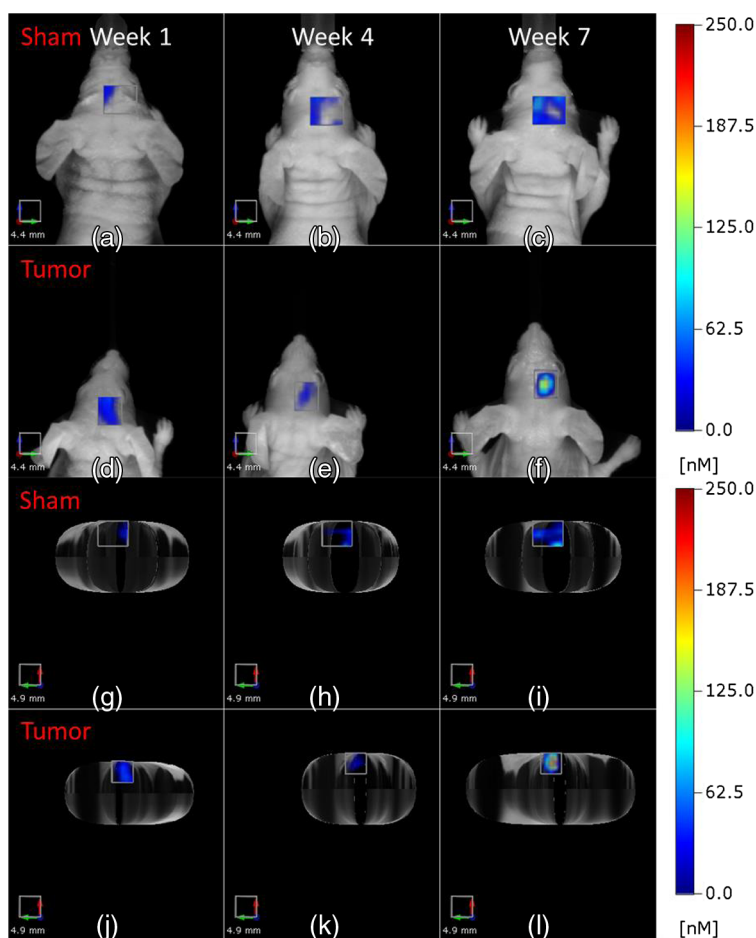 Sham Week 1 Week 4 Week 7
250.0
187.5
125.0
62.5
0.0
[nM]
4.4 mm (a) 4.4 mm (b) 4.4 mm (c)
Tumor
4.4 mm (d) 4.4 mm (e) 4.4 mm (f)
Sham
250.0
187.5
125.0
62.5
0.0
[nM]
4.9 mm (g) 4.9 mm (h) 4.9 mm (i)
Tumor
4.9 mm (j) 4.9 mm (k) 4.9 mm (l)